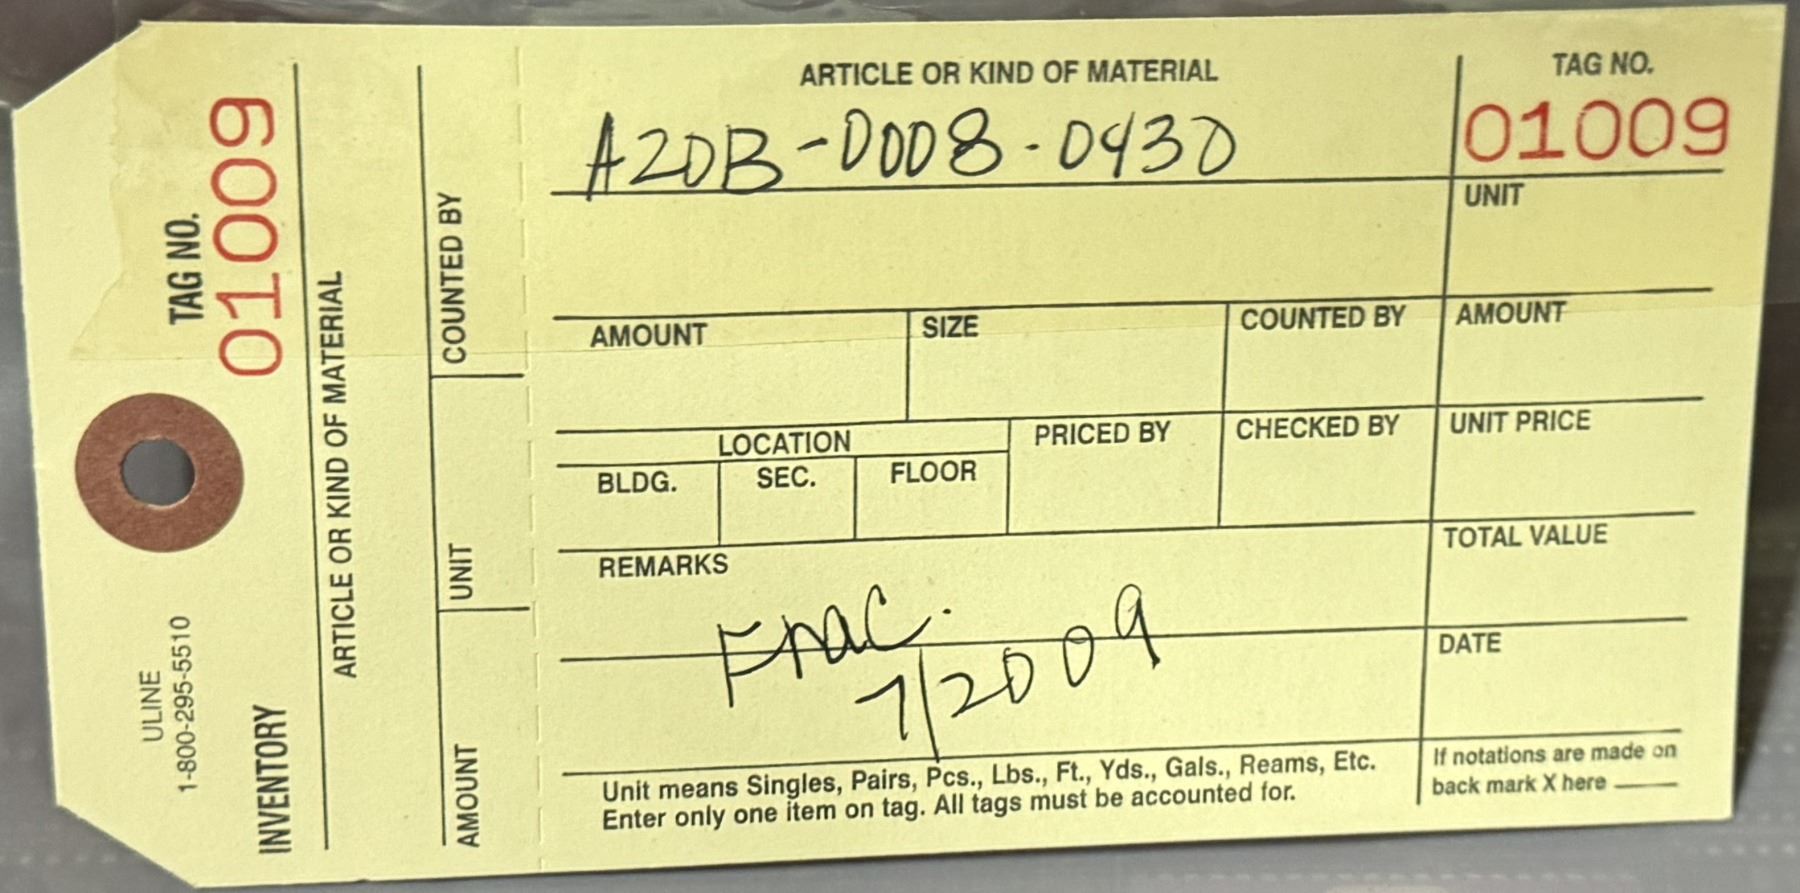 ULINE
1-800-295-5510
TAG NO.
01009
INVENTORY
ARTICLE OR KIND OF MATERIAL
COUNTED BY
UNIT
AMOUNT
ARTICLE OR KIND OF MATERIAL
A20B-0008-0430
TAG NO.
01009
UNIT
AMOUNT
SIZE
COUNTED BY
AMOUNT
LOCATION
BLDG.
SEC.
FLOOR
PRICED BY
CHECKED BY
UNIT PRICE
REMARKS
TOTAL VALUE
7/2009
DATE
Unit means Singles, Pairs, Pcs., Lbs., Ft., Yds., Gals., Reams, Etc.
Enter only one item on tag. All tags must be accounted for.
If notations are made on
back mark X here